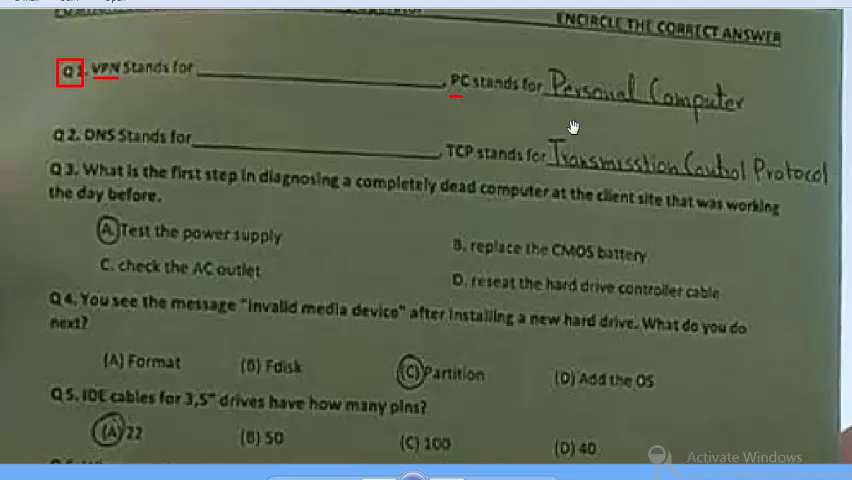 ENCIRCLE THE CORRECT ANSWER
Q 1. VPN Stands for ____________________, PC stands for Personal Computer
Q 2. DNS Stands for ____________________, TCP stands for Transmisstion Control Protocol
Q 3. What is the first step in diagnosing a completely dead computer at the client site that was working
the day before.
A. Test the power supply
B. replace the CMOS battery
C. check the AC outlet
D. reseat the hard drive controller cable
Q 4. You see the message "invalid media device" after installing a new hard drive. What do you do
next?
(A) Format (B) Fdisk (C) Partition (D) Add the OS
Q 5. IDE cables for 3,5" drives have how many pins?
(A) 22 (B) 50 (C) 100 (D) 40
Activate Windows